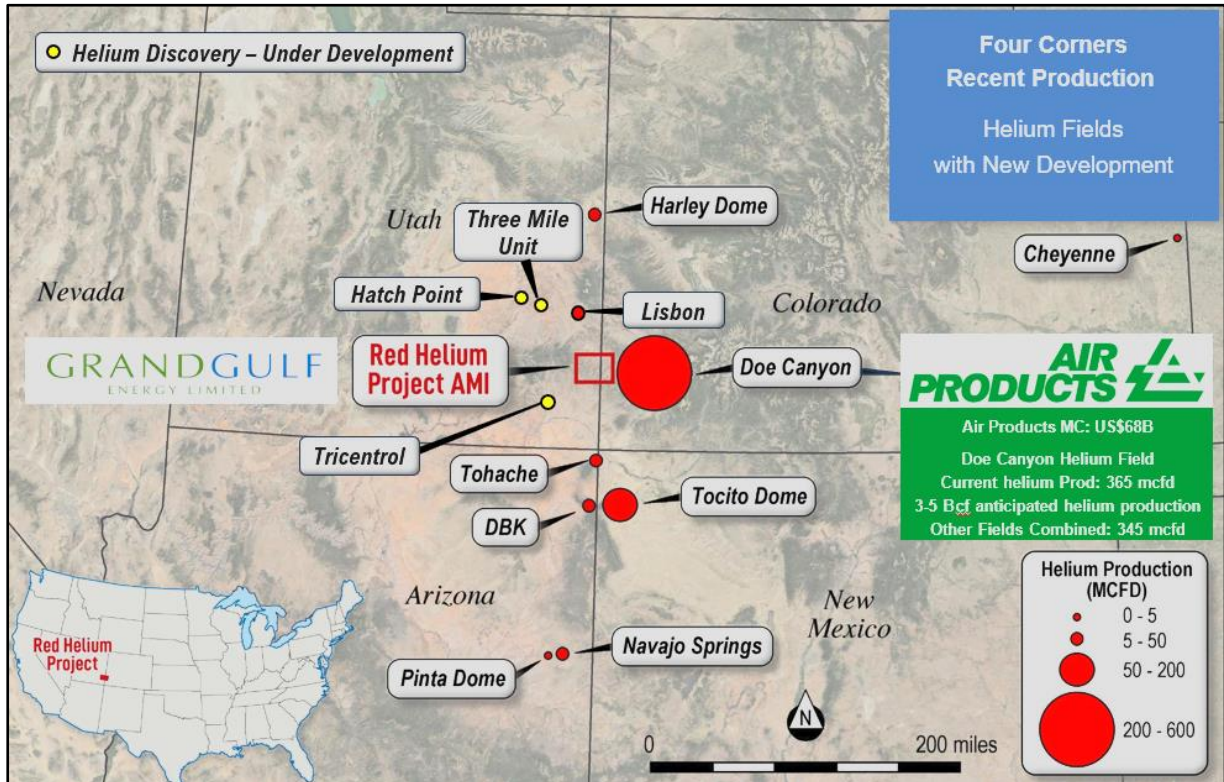 Helium Discovery – Under Development
Four Corners
Recent Production
Helium Fields
with New Development
Utah
Three Mile
Unit
Harley Dome
Cheyenne
Nevada
Hatch Point
Lisbon
Colorado
GRANDGULF
ENERGY LIMITED
Red Helium
Project AMI
Doe Canyon
AIR
PRODUCTS
Air Products MC: US$68B
Doe Canyon Helium Field
Current helium Prod: 365 mcfd
3-5 Bcf anticipated helium production
Other Fields Combined: 345 mcfd
Tricentrol
Tohache
Tocito Dome
DBK
Arizona
New
Mexico
Navajo Springs
Pinta Dome
Red Helium
Project
N
0
200 miles
Helium Production
(MCFD)
0 - 5
5 - 50
50 - 200
200 - 600